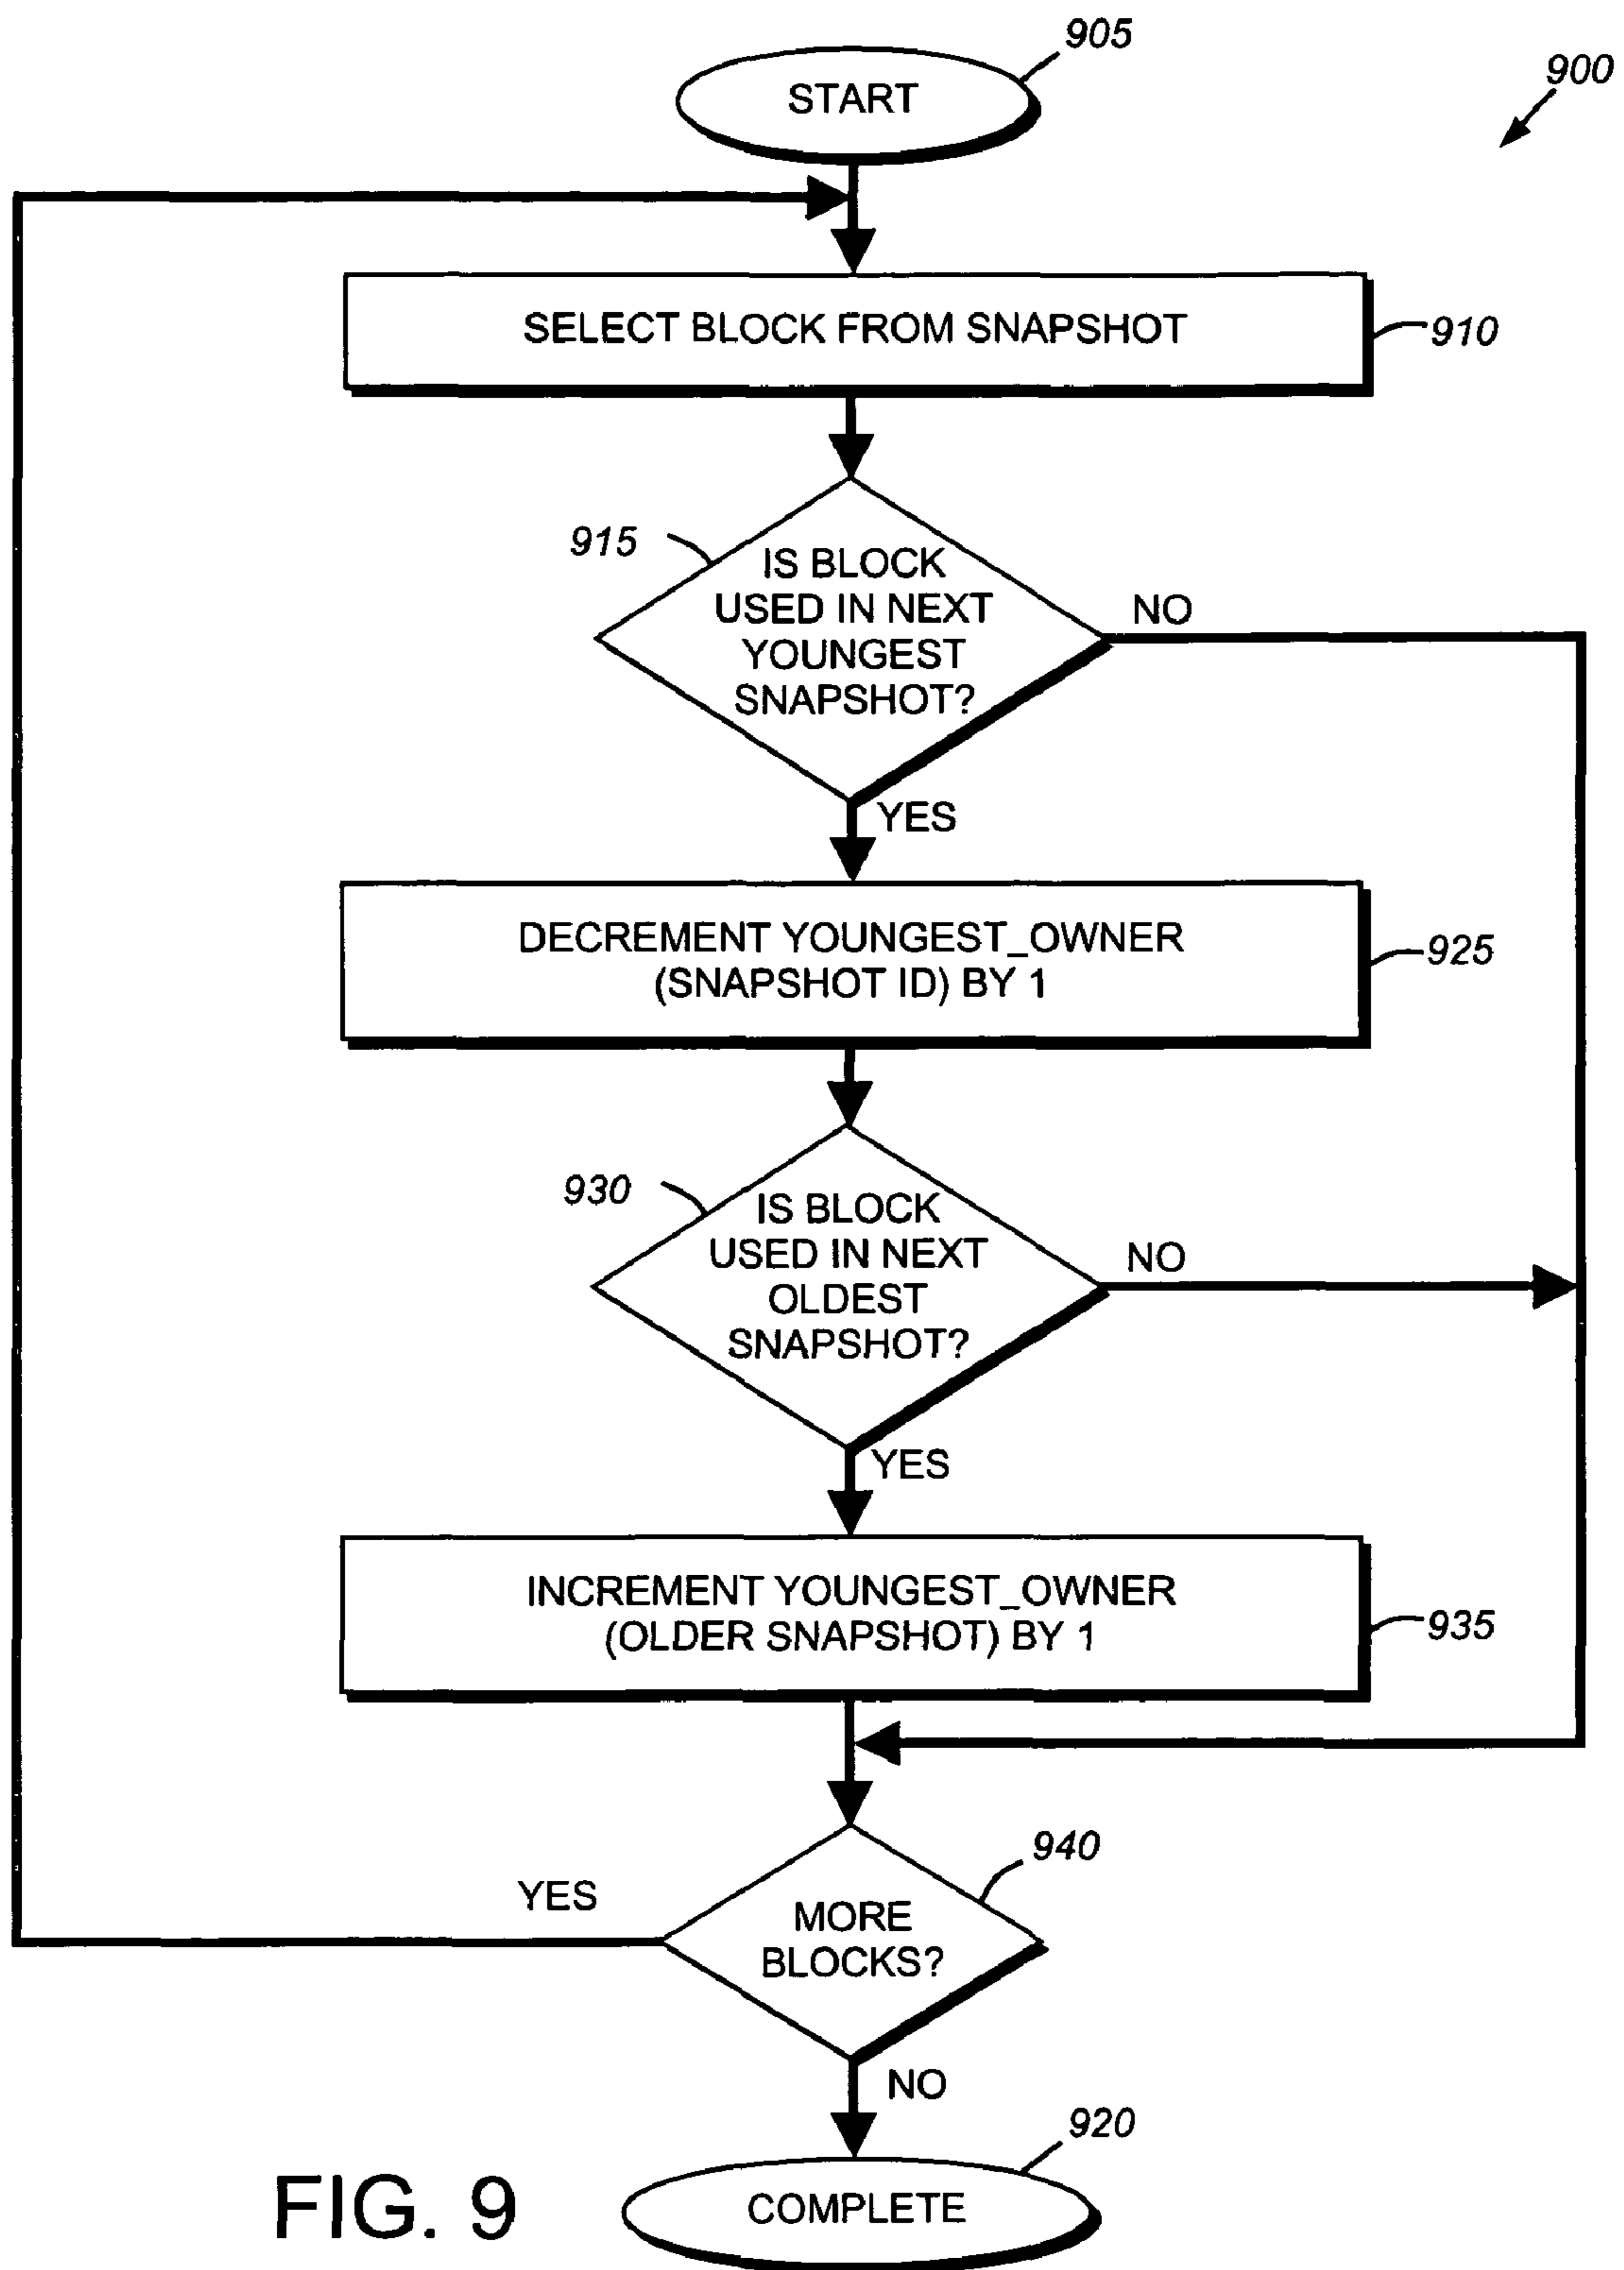 905
900
START
SELECT BLOCK FROM SNAPSHOT
910
915
IS BLOCK
USED IN NEXT
YOUNGEST
SNAPSHOT?
NO
YES
DECREMENT YOUNGEST_OWNER
(SNAPSHOT ID) BY 1
925
930
IS BLOCK
USED IN NEXT
OLDEST
SNAPSHOT?
NO
YES
INCREMENT YOUNGEST_OWNER
(OLDER SNAPSHOT) BY 1
935
940
YES
MORE
BLOCKS?
NO
920
COMPLETE
FIG. 9